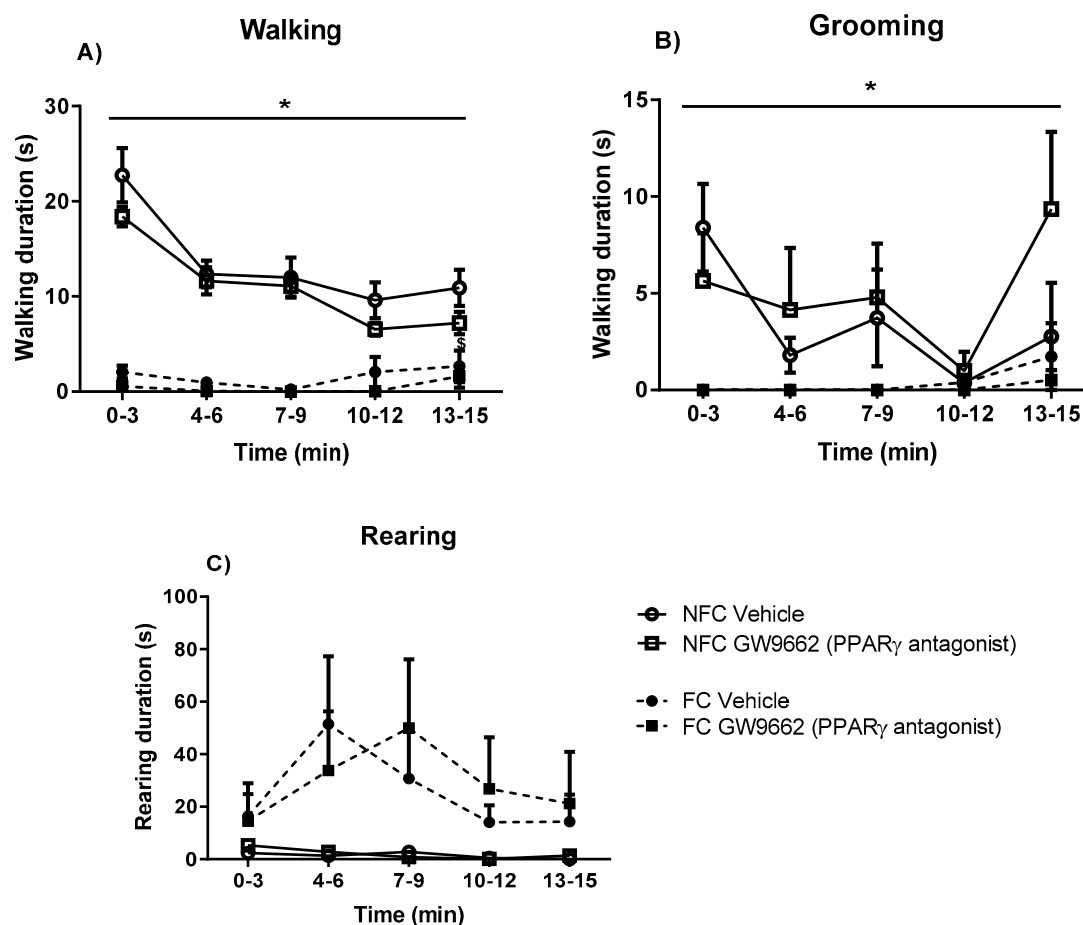 Walking
A)
*
30
20
10
0
Walking duration (s)
$
0-3 4-6 7-9 10-12 13-15
Time (min)
Grooming
B)
*
15
10
5
0
Walking duration (s)
0-3 4-6 7-9 10-12 13-15
Time (min)
Rearing
C)
100
80
60
40
20
0
Rearing duration (s)
0-3 4-6 7-9 10-12 13-15
Time (min)
NFC Vehicle
NFC GW9662 (PPARγ antagonist)
FC Vehicle
FC GW9662 (PPARγ antagonist)